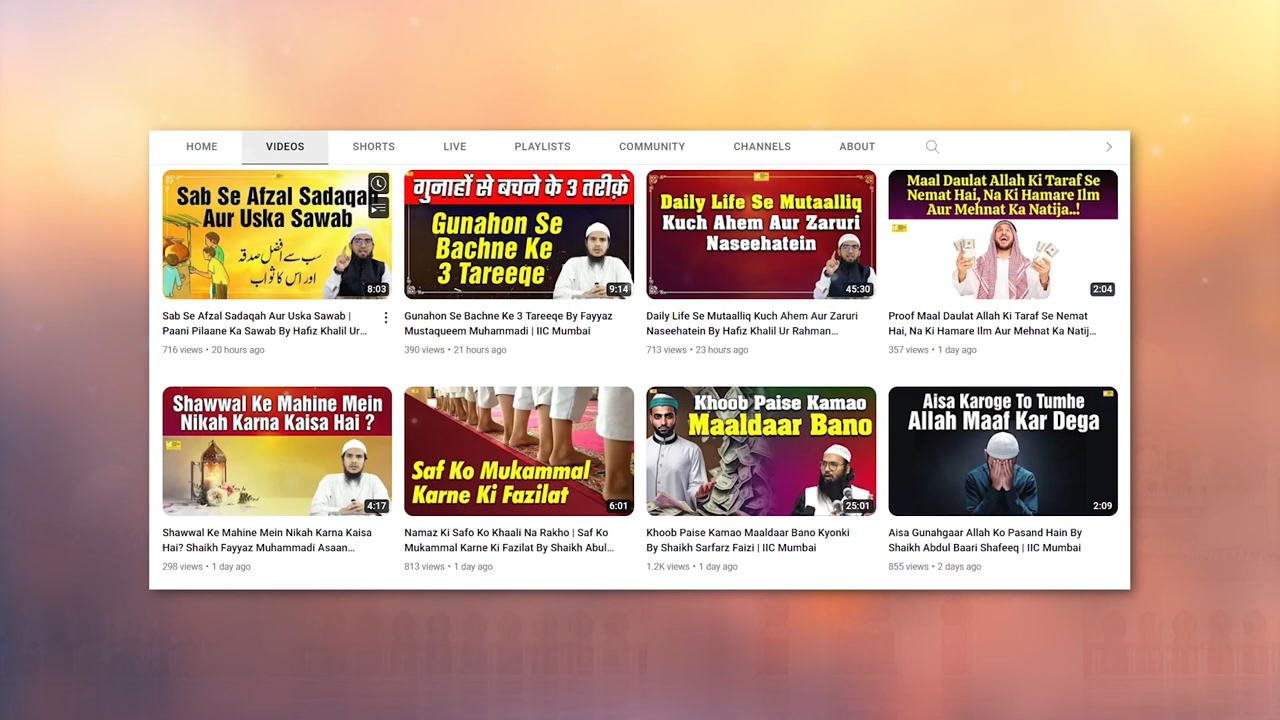 HOME VIDEOS SHORTS LIVE PLAYLISTS COMMUNITY CHANNELS ABOUT
Sab Se Afzal Sadaqah
Aur Uska Sawab
سب سے افضل صدقہ
اور اس کا ثواب
8:03
Sab Se Afzal Sadaqah Aur Uska Sawab |
Paani Pilaane Ka Sawab By Hafiz Khalil Ur...
716 views • 20 hours ago
गुनाहों से बचने के 3 तरीक़े
Gunahon Se
Bachne Ke
3 Tareeqe
9:14
Gunahon Se Bachne Ke 3 Tareeqe By Fayyaz
Mustaqueem Muhammadi | IIC Mumbai
390 views • 21 hours ago
Daily Life Se Mutaalliq
Kuch Ahem Aur Zaruri
Naseehatein
45:30
Daily Life Se Mutaalliq Kuch Ahem Aur Zaruri
Naseehatein By Hafiz Khalil Ur Rahman...
713 views • 23 hours ago
Maal Daulat Allah Ki Taraf Se
Nemat Hai, Na Ki Hamare Ilm
Aur Mehnat Ka Natija..!
2:04
Proof Maal Daulat Allah Ki Taraf Se Nemat
Hai, Na Ki Hamare Ilm Aur Mehnat Ka Natij...
357 views • 1 day ago
Shawwal Ke Mahine Mein
Nikah Karna Kaisa Hai ?
4:17
Shawwal Ke Mahine Mein Nikah Karna Kaisa
Hai? Shaikh Fayyaz Muhammadi Asaan...
298 views • 1 day ago
Saf Ko Mukammal
Karne Ki Fazilat
6:01
Namaz Ki Safo Ko Khaali Na Rakho | Saf Ko
Mukammal Karne Ki Fazilat By Shaikh Abul...
813 views • 1 day ago
Khoob Paise Kamao
Maaldaar Bano
25:01
Khoob Paise Kamao Maaldaar Bano Kyonki
By Shaikh Sarfarz Faizi | IIC Mumbai
1.2K views • 1 day ago
Aisa Karoge To Tumhe
Allah Maaf Kar Dega
2:09
Aisa Gunahgaar Allah Ko Pasand Hain By
Shaikh Abdul Baari Shafeeq | IIC Mumbai
855 views • 2 days ago